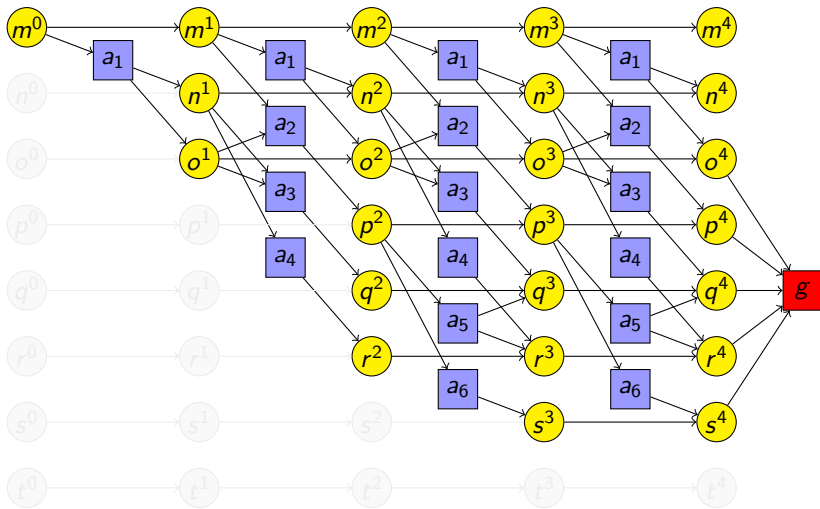 m⁰ m¹ m² m³ m⁴
a₁ a₁ a₁ a₁
n⁰ n¹ n² n³ n⁴
a₂ a₂ a₂
o⁰ o¹ o² o³ o⁴
a₃ a₃ a₃
p⁰ p¹ p² p³ p⁴
a₄ a₄ a₄
q⁰ q¹ q² q³ q⁴ g
a₅ a₅
r⁰ r¹ r² r³ r⁴
a₆ a₆
s⁰ s¹ s² s³ s⁴
t⁰ t¹ t² t³ t⁴